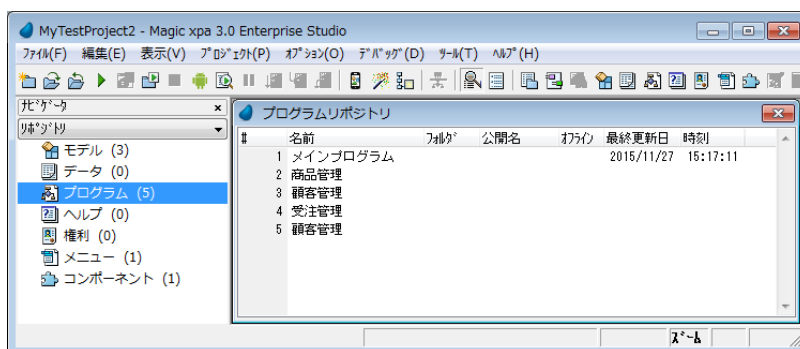 MyTestProject2 - Magic xpa 3.0 Enterprise Studio
ﾌｧｲﾙ(F) 編集(E) 表示(V) ﾌﾟﾛｼﾞｪｸﾄ(P) ｵﾌﾟｼｮﾝ(O) ﾃﾞﾊﾞｯｸﾞ(D) ﾂｰﾙ(T) ﾍﾙﾌﾟ(H)
ﾅﾋﾞｹﾞｰﾀ
ﾘﾎﾟｼﾞﾄﾘ
モデル (3)
データ (0)
プログラム (5)
ヘルプ (0)
権利 (0)
メニュー (1)
コンポーネント (1)
プログラムリポジトリ
# 名前 ﾌｫﾙﾀﾞ 公開名 ｵﾌﾗｲﾝ 最終更新日 時刻
1 メインプログラム 2015/11/27 15:17:11
2 商品管理
3 顧客管理
4 受注管理
5 顧客管理
ｽﾞｰﾑ